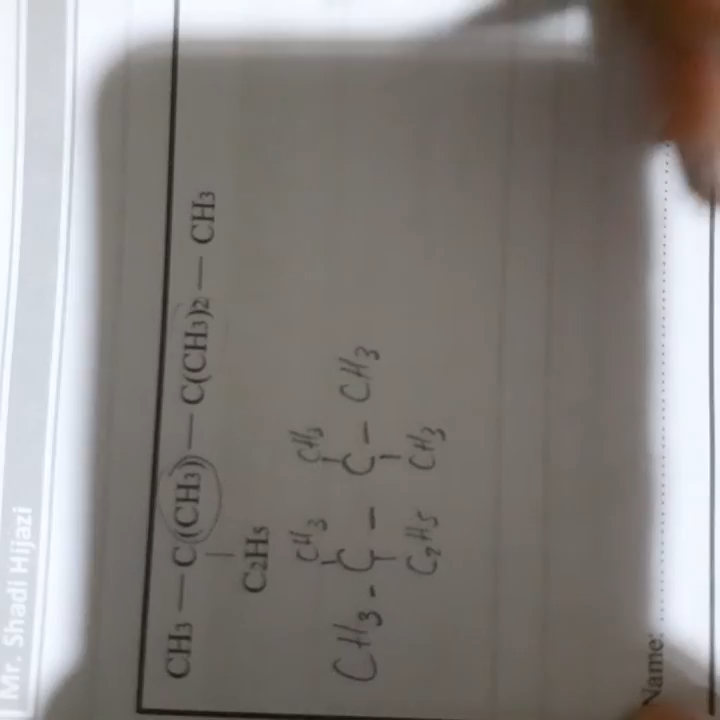 Mr. Shadi Hijazi
CH3 — C(CH3) — C(CH3)2 — CH3
|
C2H5
CH3 CH3
| |
CH3 - C - C - CH3
| |
C2H5 CH3
Name: